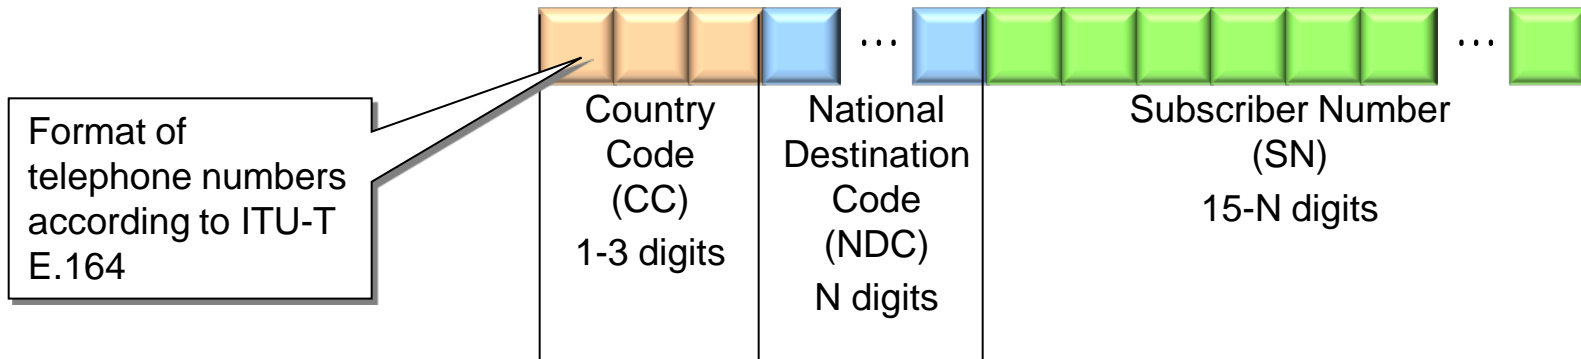 ...
...
Format of
telephone numbers
according to ITU-T
E.164
Country
Code
(CC)
1-3 digits
National
Destination
Code
(NDC)
N digits
Subscriber Number
(SN)
15-N digits